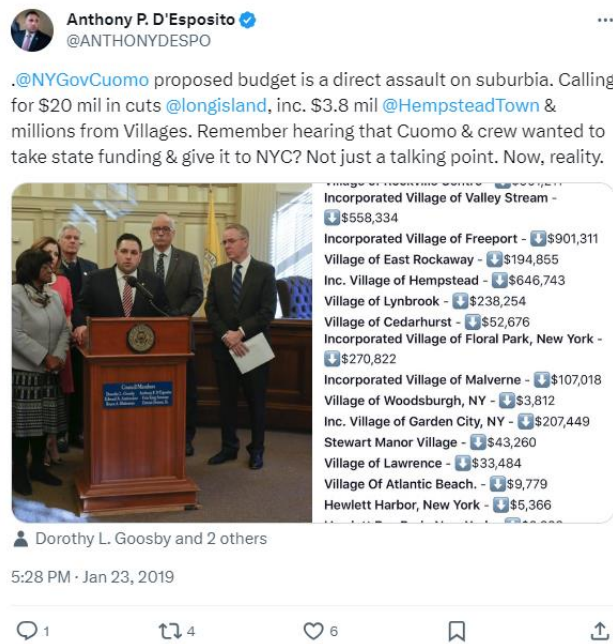 Anthony P. D'Esposito
@ANTHONYDESPO
.@NYGovCuomo proposed budget is a direct assault on suburbia. Calling
for $20 mil in cuts @longisland, inc. $3.8 mil @HempsteadTown &
millions from Villages. Remember hearing that Cuomo & crew wanted to
take state funding & give it to NYC? Not just a talking point. Now, reality.
Incorporated Village of Valley Stream -
⬇️$558,334
Incorporated Village of Freeport - ⬇️$901,311
Village of East Rockaway - ⬇️$194,855
Inc. Village of Hempstead - ⬇️$646,743
Village of Lynbrook - ⬇️$238,254
Village of Cedarhurst - ⬇️$52,676
Incorporated Village of Floral Park, New York -
⬇️$270,822
Incorporated Village of Malverne - ⬇️$107,018
Village of Woodsburgh, NY - ⬇️$3,812
Inc. Village of Garden City, NY - ⬇️$207,449
Stewart Manor Village - ⬇️$43,260
Village of Lawrence - ⬇️$33,484
Village Of Atlantic Beach. - ⬇️$9,779
Hewlett Harbor, New York - ⬇️$5,366
Council Members
Dorothy L. Goosby and 2 others
5:28 PM · Jan 23, 2019
1
4
6